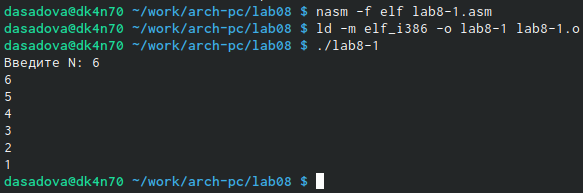 dasadova@dk4n70 ~/work/arch-pc/lab08 $ nasm -f elf lab8-1.asm
dasadova@dk4n70 ~/work/arch-pc/lab08 $ ld -m elf_i386 -o lab8-1 lab8-1.o
dasadova@dk4n70 ~/work/arch-pc/lab08 $ ./lab8-1
Введите N: 6
6
5
4
3
2
1
dasadova@dk4n70 ~/work/arch-pc/lab08 $